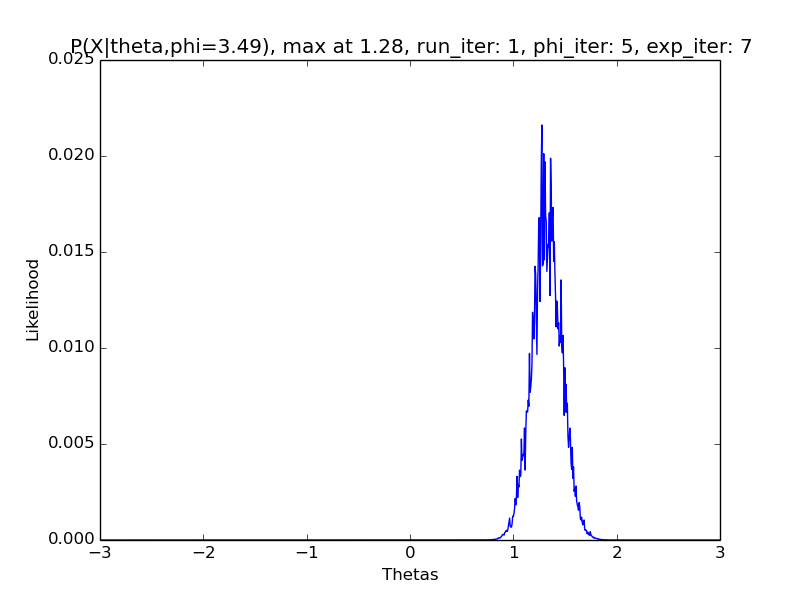 P(X|theta,phi=3.49), max at 1.28, run_iter: 1, phi_iter: 5, exp_iter: 7
0.025
0.020
0.015
0.010
0.005
0.000
Likelihood
−3 −2 −1 0 1 2 3
Thetas